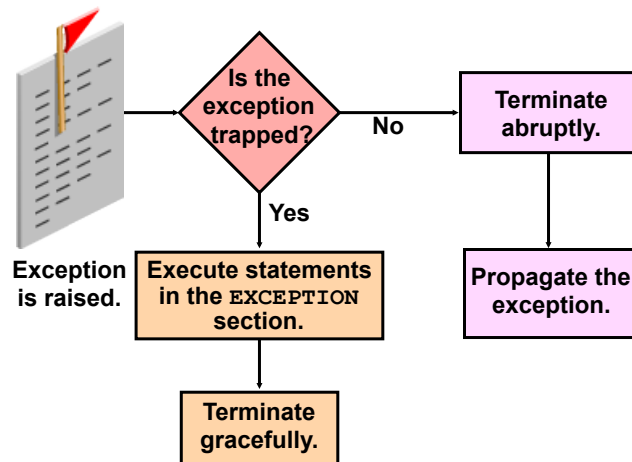 Is the
exception
trapped?
No
Terminate
abruptly.
Yes
Exception
is raised.
Execute statements
in the EXCEPTION
section.
Propagate the
exception.
Terminate
gracefully.